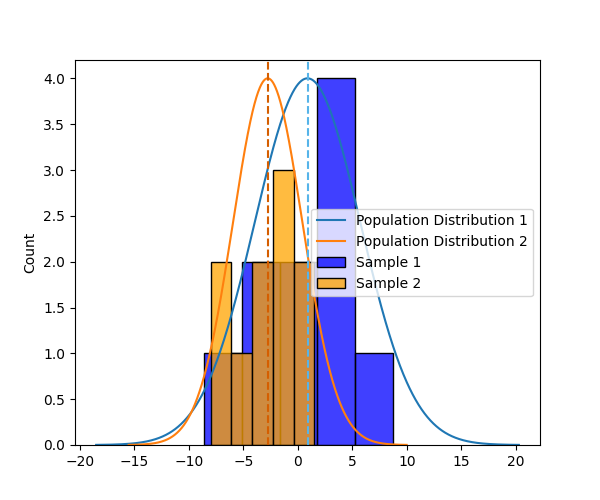 4.0
3.5
3.0
2.5
2.0
1.5
1.0
0.5
0.0
Count
Population Distribution 1
Population Distribution 2
Sample 1
Sample 2
−20 −15 −10 −5 0 5 10 15 20